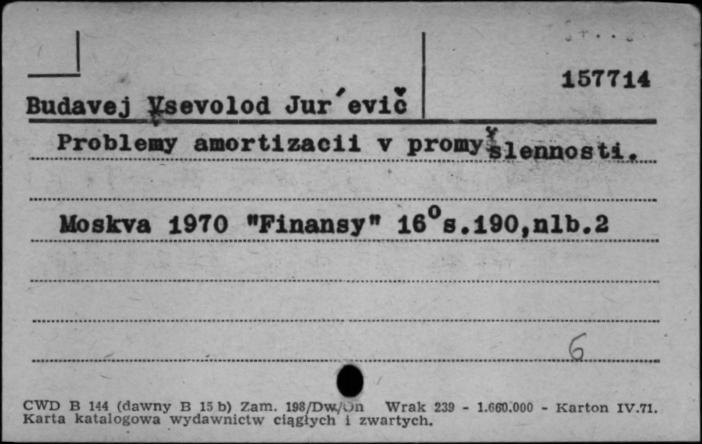 157714
Budavej Vsevolod Jur´evič
Problemy amortizacii v promyšlennosti.
Moskva 1970 "Finansy" 16⁰s.190,nlb.2
6
CWD B 144 (dawny B 15 b) Zam. 198/Dw/On Wrak 239 - 1.660.000 - Karton IV.71.
Karta katalogowa wydawnictw ciągłych i zwartych.